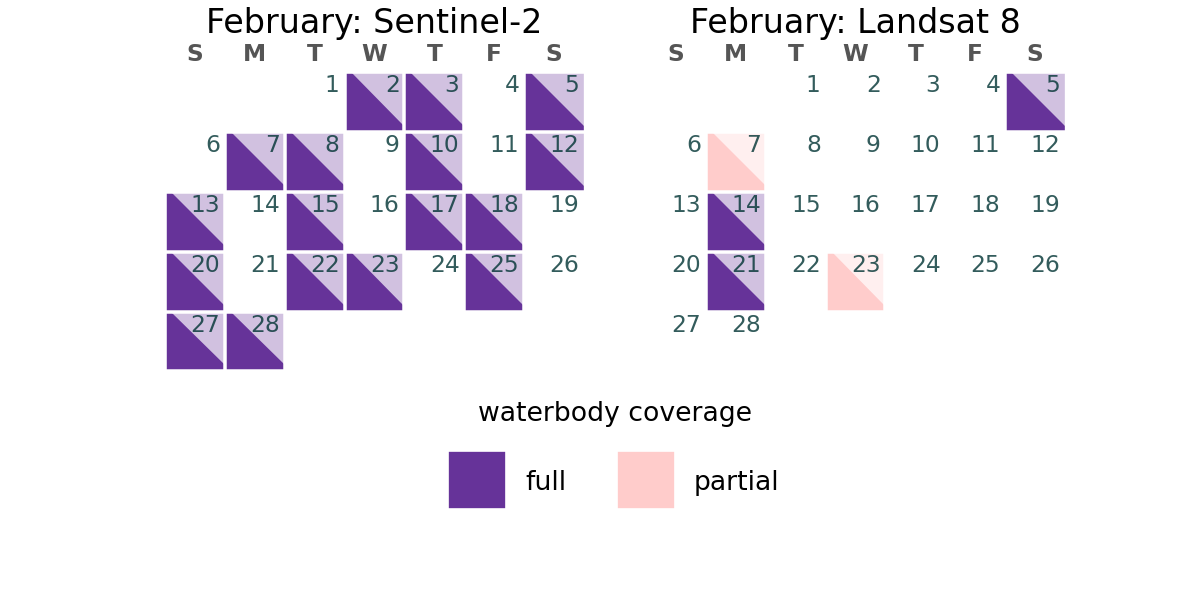 February: Sentinel-2
S M T W T F S
1 2 3 4 5
6 7 8 9 10 11 12
13 14 15 16 17 18 19
20 21 22 23 24 25 26
27 28
February: Landsat 8
S M T W T F S
1 2 3 4 5
6 7 8 9 10 11 12
13 14 15 16 17 18 19
20 21 22 23 24 25 26
27 28
waterbody coverage
full partial